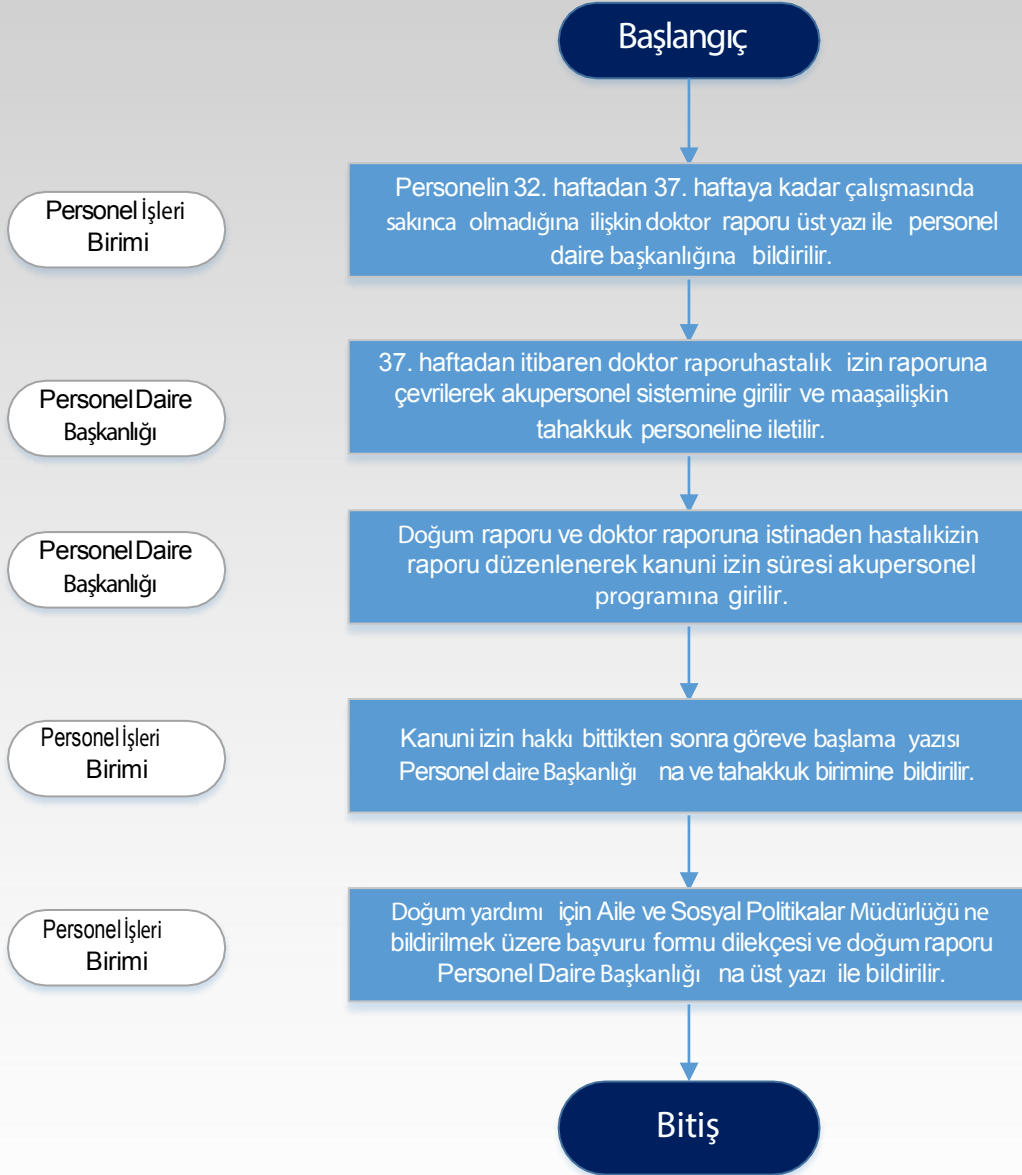 Başlangıç
Personel İşleri
Birimi
Personelin 32. haftadan 37. haftaya kadar çalışmasında
sakınca olmadığına ilişkin doktor raporu üst yazı ile personel
daire başkanlığına bildirilir.
Personel Daire
Başkanlığı
37. haftadan itibaren doktor raporuhastalık izin raporuna
çevrilerek akupersonel sistemine girilir ve maaşailişkin
tahakkuk personeline iletilir.
Personel Daire
Başkanlığı
Doğum raporu ve doktor raporuna istinaden hastalıkizin
raporu düzenlenerek kanuni izin süresi akupersonel
programına girilir.
Personel İşleri
Birimi
Kanuni izin hakkı bittikten sonra göreve başlama yazısı
Personel daire Başkanlığı na ve tahakkuk birimine bildirilir.
Personel İşleri
Birimi
Doğum yardımı için Aile ve Sosyal Politikalar Müdürlüğü ne
bildirilmek üzere başvuru formu dilekçesi ve doğum raporu
Personel Daire Başkanlığı na üst yazı ile bildirilir.
Bitiş